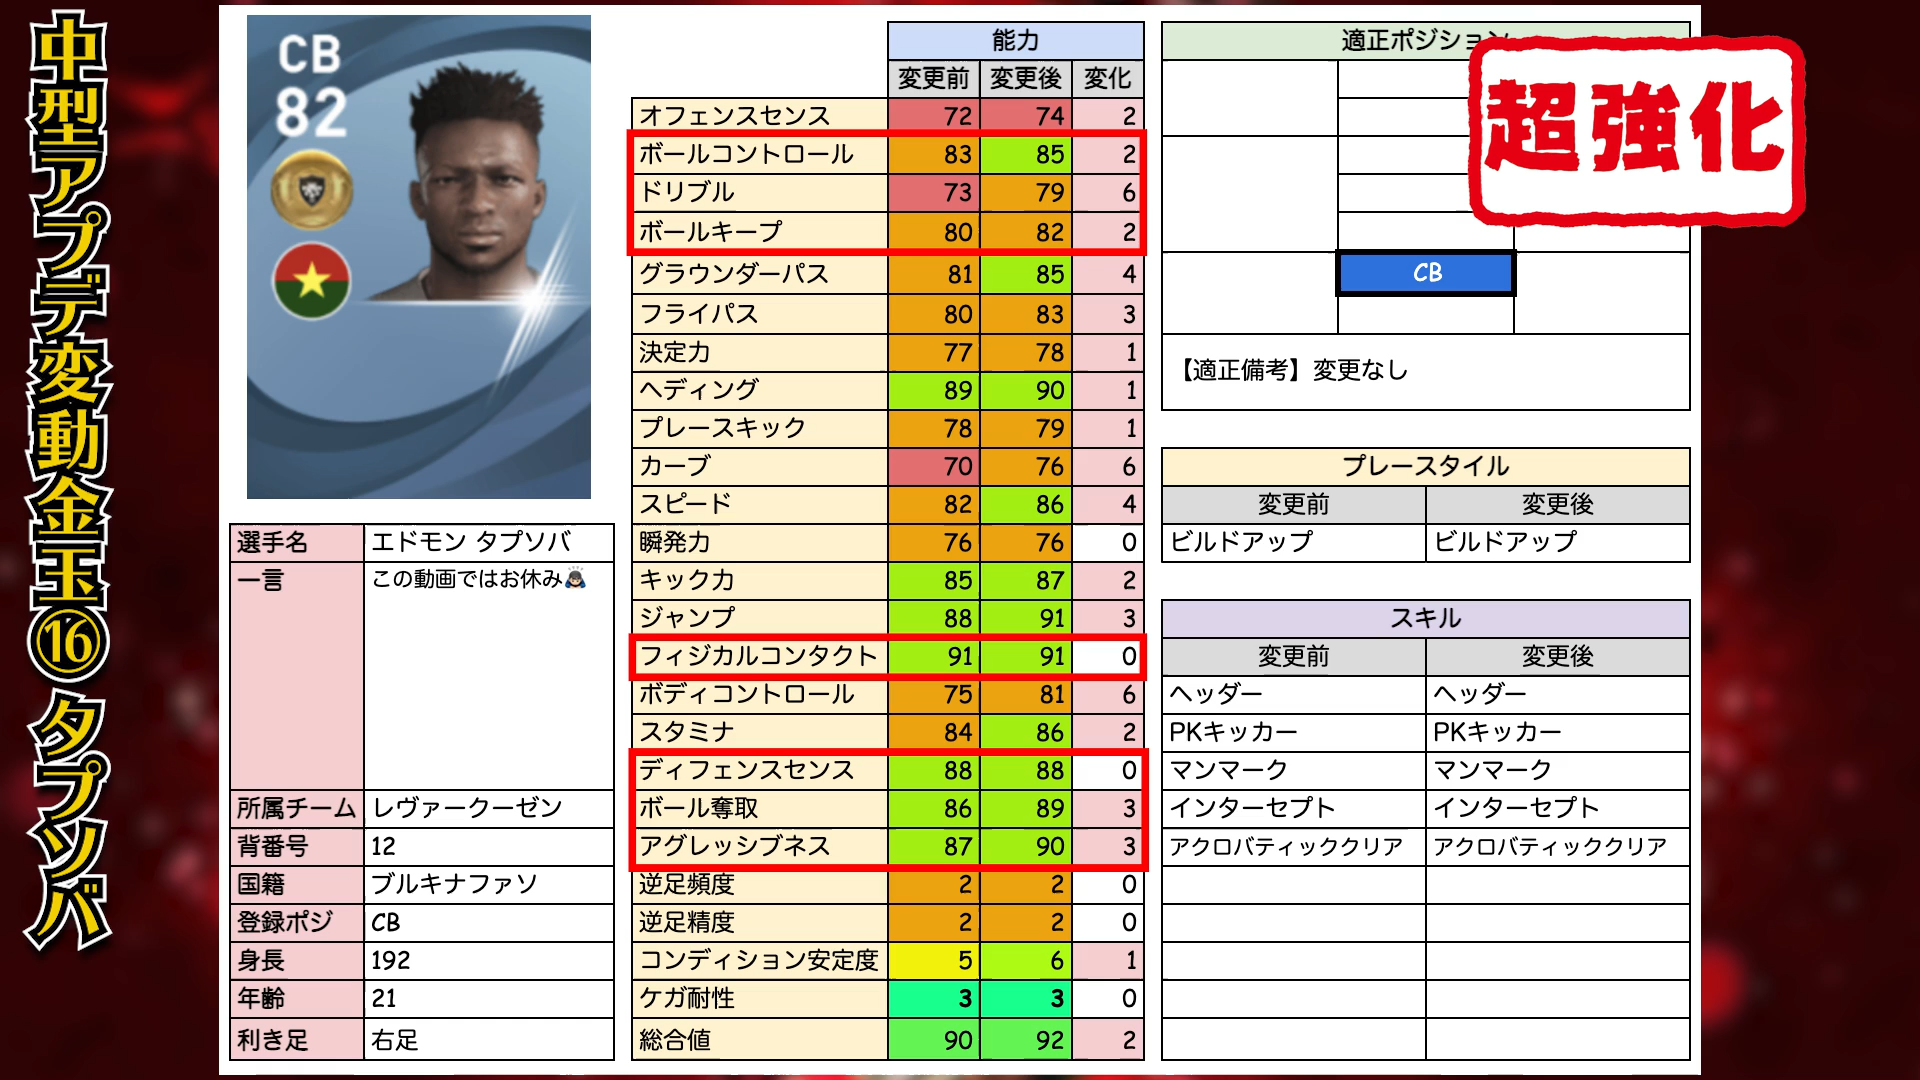 中型アプデ変動金玉⑯ タプソバ
CB
82
選手名 エドモン タプソバ
一言 この動画ではお休み🙇🏻‍♂️
所属チーム レヴァークーゼン
背番号 12
国籍 ブルキナファソ
登録ポジ CB
身長 192
年齢 21
利き足 右足
能力
変更前 変更後 変化
オフェンスセンス 72 74 2
ボールコントロール 83 85 2
ドリブル 73 79 6
ボールキープ 80 82 2
グラウンダーパス 81 85 4
フライパス 80 83 3
決定力 77 78 1
ヘディング 89 90 1
プレースキック 78 79 1
カーブ 70 76 6
スピード 82 86 4
瞬発力 76 76 0
キック力 85 87 2
ジャンプ 88 91 3
フィジカルコンタクト 91 91 0
ボディコントロール 75 81 6
スタミナ 84 86 2
ディフェンスセンス 88 88 0
ボール奪取 86 89 3
アグレッシブネス 87 90 3
逆足頻度 2 2 0
逆足精度 2 2 0
コンディション安定度 5 6 1
ケガ耐性 3 3 0
総合値 90 92 2
適正ポジション
超強化
CB
【適正備考】変更なし
プレースタイル
変更前 変更後
ビルドアップ ビルドアップ
スキル
変更前 変更後
ヘッダー ヘッダー
PKキッカー PKキッカー
マンマーク マンマーク
インターセプト インターセプト
アクロバティッククリア アクロバティッククリア